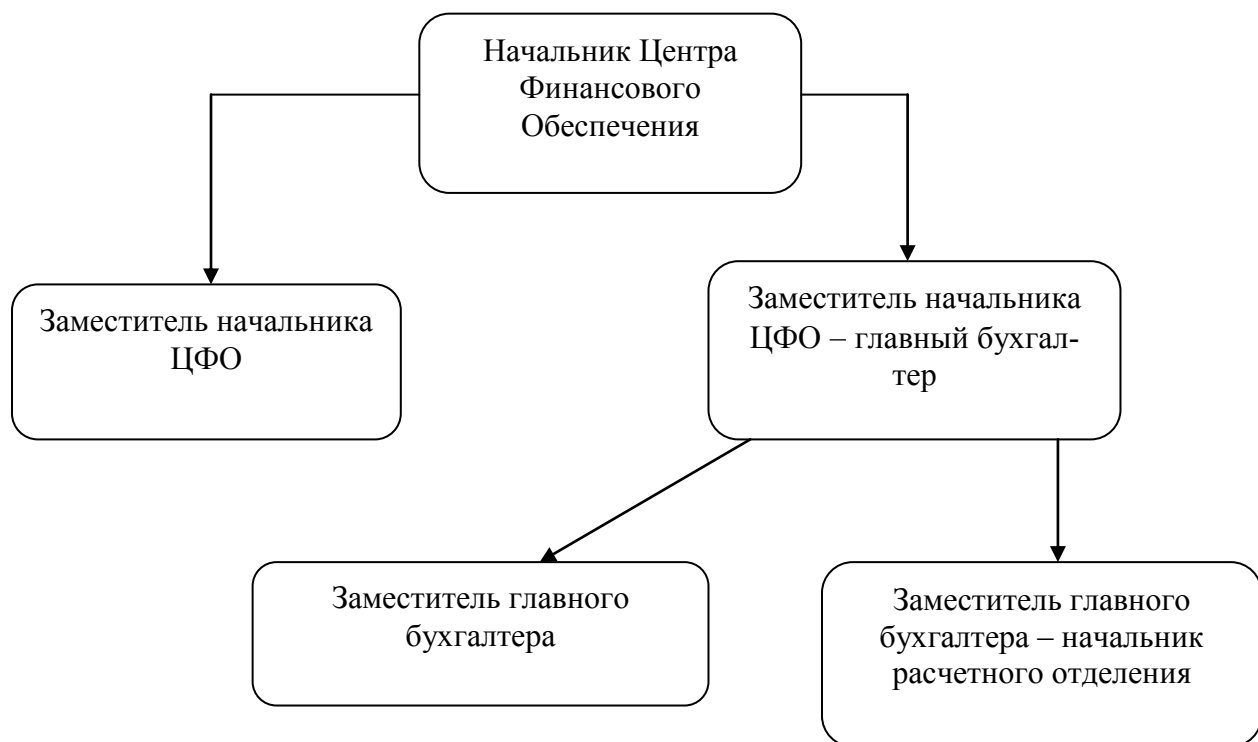 Начальник Центра
Финансового
Обеспечения
Заместитель начальника
ЦФО
Заместитель начальника
ЦФО – главный бухгал-
тер
Заместитель главного
бухгалтера
Заместитель главного
бухгалтера – начальник
расчетного отделения